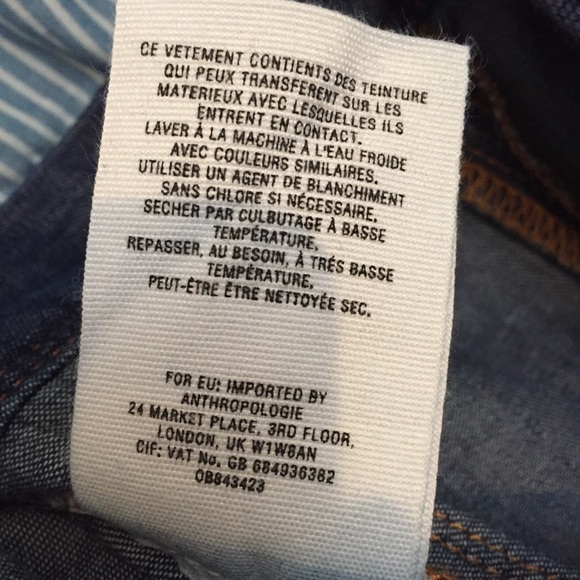 CE VETEMENT CONTIENTS DES TEINTURE
QUI PEUX TRANSFERENT SUR LES
MATERIEUX AVEC LESQUELLES ILS
ENTRENT EN CONTACT.
LAVER À LA MACHINE À L'EAU FROIDE
AVEC COULEURS SIMILAIRES.
UTILISER UN AGENT DE BLANCHIMENT
SANS CHLORE SI NÉCESSAIRE.
SECHER PAR CULBUTAGE À BASSE
TEMPÉRATURE.
REPASSER, AU BESOIN, À TRÉS BASSE
TEMPÉRATURE.
PEUT-ÊTRE ÊTRE NETTOYÉE SEC.
FOR EU: IMPORTED BY
ANTHROPOLOGIE
24 MARKET PLACE, 3RD FLOOR,
LONDON, UK W1W8AN
CIF: VAT No. GB 684936382
OB843423